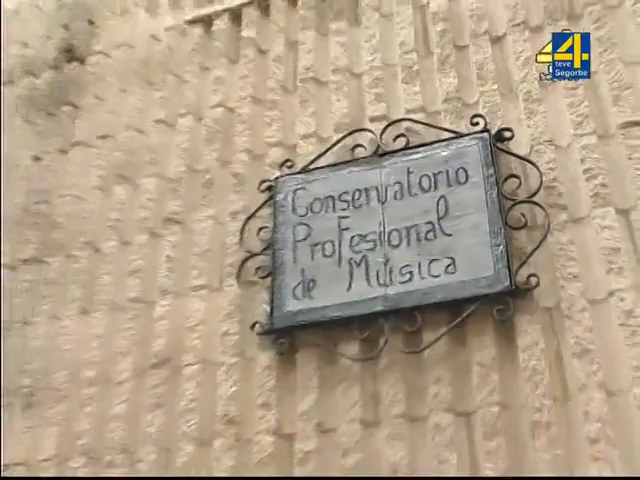 4
teve
Segorbe
Conservatorio
Profesional
de Música